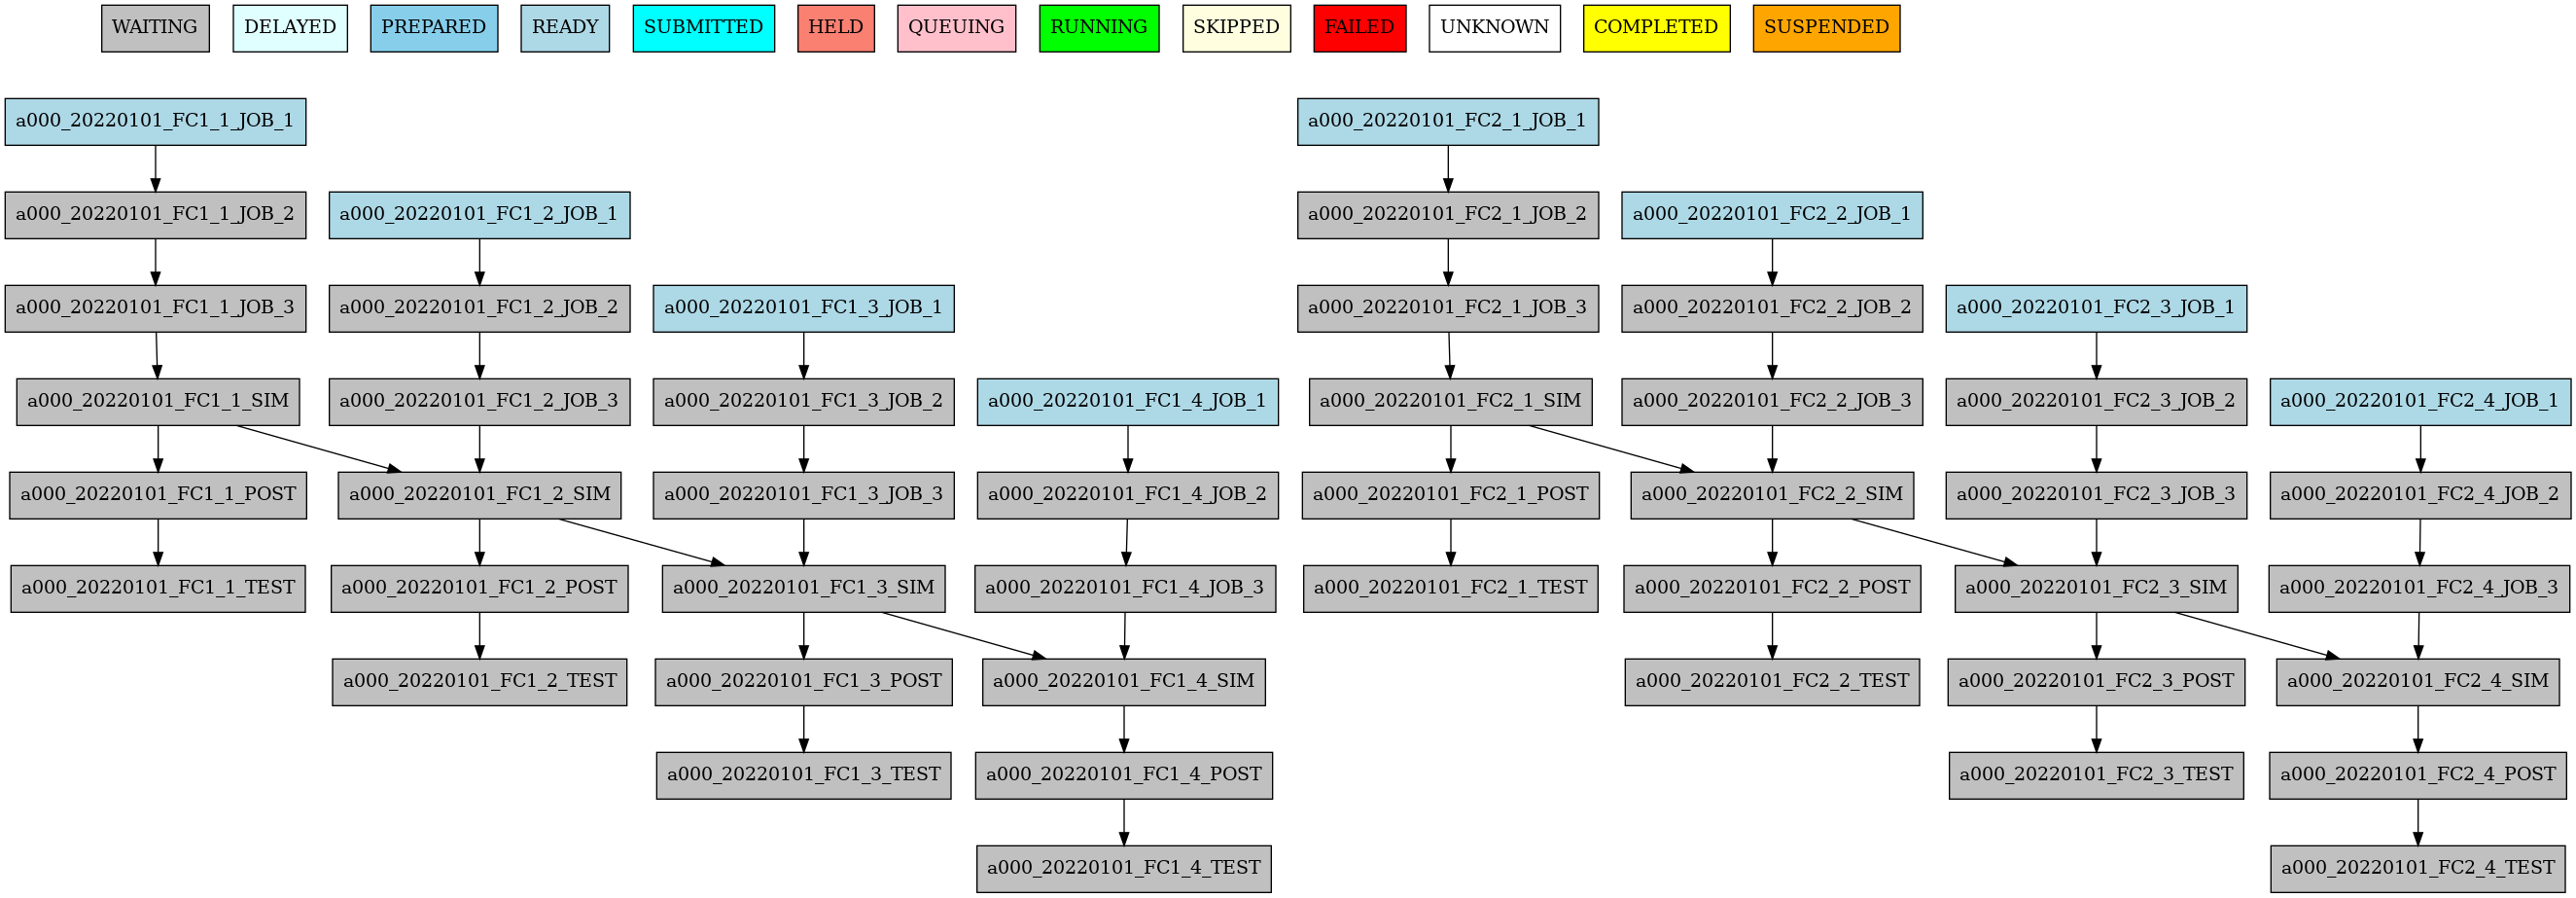 WAITING DELAYED PREPARED READY SUBMITTED HELD QUEUING RUNNING SKIPPED FAILED UNKNOWN COMPLETED SUSPENDED
a000_20220101_FC1_1_JOB_1 a000_20220101_FC2_1_JOB_1
a000_20220101_FC1_1_JOB_2 a000_20220101_FC1_2_JOB_1 a000_20220101_FC2_1_JOB_2 a000_20220101_FC2_2_JOB_1
a000_20220101_FC1_1_JOB_3 a000_20220101_FC1_2_JOB_2 a000_20220101_FC1_3_JOB_1 a000_20220101_FC2_1_JOB_3 a000_20220101_FC2_2_JOB_2 a000_20220101_FC2_3_JOB_1
a000_20220101_FC1_1_SIM a000_20220101_FC1_2_JOB_3 a000_20220101_FC1_3_JOB_2 a000_20220101_FC1_4_JOB_1 a000_20220101_FC2_1_SIM a000_20220101_FC2_2_JOB_3 a000_20220101_FC2_3_JOB_2 a000_20220101_FC2_4_JOB_1
a000_20220101_FC1_1_POST a000_20220101_FC1_2_SIM a000_20220101_FC1_3_JOB_3 a000_20220101_FC1_4_JOB_2 a000_20220101_FC2_1_POST a000_20220101_FC2_2_SIM a000_20220101_FC2_3_JOB_3 a000_20220101_FC2_4_JOB_2
a000_20220101_FC1_1_TEST a000_20220101_FC1_2_POST a000_20220101_FC1_3_SIM a000_20220101_FC1_4_JOB_3 a000_20220101_FC2_1_TEST a000_20220101_FC2_2_POST a000_20220101_FC2_3_SIM a000_20220101_FC2_4_JOB_3
a000_20220101_FC1_2_TEST a000_20220101_FC1_3_POST a000_20220101_FC1_4_SIM a000_20220101_FC2_2_TEST a000_20220101_FC2_3_POST a000_20220101_FC2_4_SIM
a000_20220101_FC1_3_TEST a000_20220101_FC1_4_POST a000_20220101_FC2_3_TEST a000_20220101_FC2_4_POST
a000_20220101_FC1_4_TEST a000_20220101_FC2_4_TEST